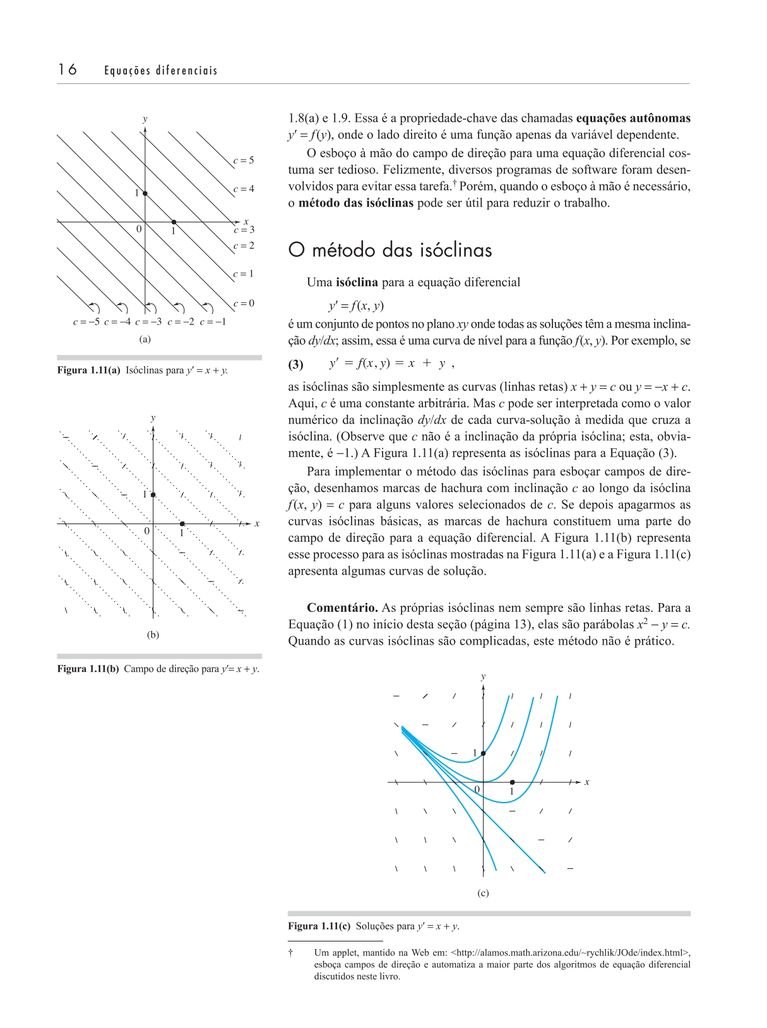 16 Equações diferenciais
y
c = 5
c = 4
1
x
0 1 c = 3
c = 2
c = 1
c = 0
c = −5 c = −4 c = −3 c = −2 c = −1
(a)
Figura 1.11(a) Isóclinas para y′ = x + y.
y
1
x
0 1
(b)
Figura 1.11(b) Campo de direção para y′= x + y.
1.8(a) e 1.9. Essa é a propriedade-chave das chamadas equações autônomas
y′ = f(y), onde o lado direito é uma função apenas da variável dependente.
O esboço à mão do campo de direção para uma equação diferencial cos-
tuma ser tedioso. Felizmente, diversos programas de software foram desen-
volvidos para evitar essa tarefa.† Porém, quando o esboço à mão é necessário,
o método das isóclinas pode ser útil para reduzir o trabalho.
O método das isóclinas
Uma isóclina para a equação diferencial
y′ = f(x, y)
é um conjunto de pontos no plano xy onde todas as soluções têm a mesma inclina-
ção dy/dx; assim, essa é uma curva de nível para a função f(x, y). Por exemplo, se
(3) y′ = f(x, y) = x + y ,
as isóclinas são simplesmente as curvas (linhas retas) x + y = c ou y = −x + c.
Aqui, c é uma constante arbitrária. Mas c pode ser interpretada como o valor
numérico da inclinação dy/dx de cada curva-solução à medida que cruza a
isóclina. (Observe que c não é a inclinação da própria isóclina; esta, obvia-
mente, é −1.) A Figura 1.11(a) representa as isóclinas para a Equação (3).
Para implementar o método das isóclinas para esboçar campos de dire-
ção, desenhamos marcas de hachura com inclinação c ao longo da isóclina
f(x, y) = c para alguns valores selecionados de c. Se depois apagarmos as
curvas isóclinas básicas, as marcas de hachura constituem uma parte do
campo de direção para a equação diferencial. A Figura 1.11(b) representa
esse processo para as isóclinas mostradas na Figura 1.11(a) e a Figura 1.11(c)
apresenta algumas curvas de solução.
Comentário. As próprias isóclinas nem sempre são linhas retas. Para a
Equação (1) no início desta seção (página 13), elas são parábolas x² − y = c.
Quando as curvas isóclinas são complicadas, este método não é prático.
y
1
x
0 1
(c)
Figura 1.11(c) Soluções para y′ = x + y.
† Um applet, mantido na Web em: <http://alamos.math.arizona.edu/~rychlik/JOde/index.html>,
esboça campos de direção e automatiza a maior parte dos algoritmos de equação diferencial
discutidos neste livro.